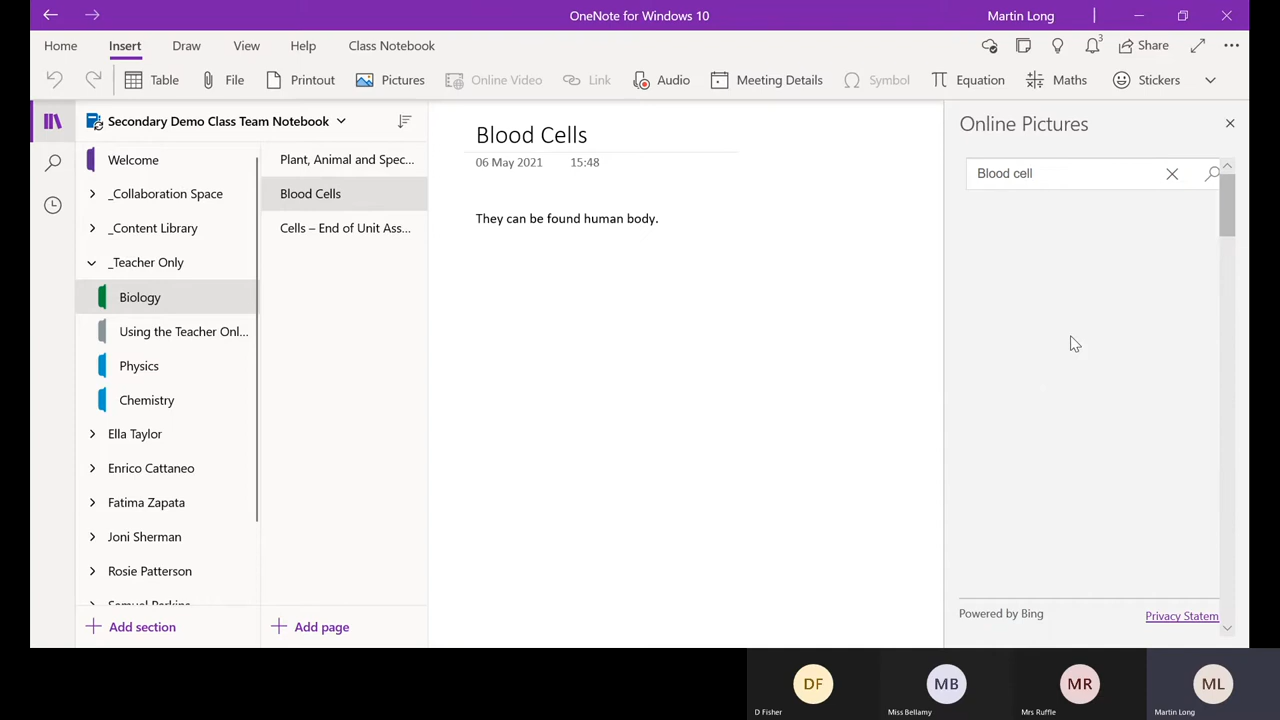 OneNote for Windows 10
Martin Long
Home Insert Draw View Help Class Notebook
3
Share
Table File Printout Pictures Online Video Link Audio Meeting Details Symbol Equation Maths Stickers
Secondary Demo Class Team Notebook
Welcome
_Collaboration Space
_Content Library
_Teacher Only
Biology
Using the Teacher Onl...
Physics
Chemistry
Ella Taylor
Enrico Cattaneo
Fatima Zapata
Joni Sherman
Rosie Patterson
Samuel Perkins
Add section
Plant, Animal and Spec...
Blood Cells
Cells – End of Unit Ass...
Add page
Blood Cells
06 May 2021 15:48
They can be found human body.
Online Pictures
Blood cell
Powered by Bing
Privacy Statem
DF
D Fisher
MB
Miss Bellamy
MR
Mrs Ruffle
ML
Martin Long